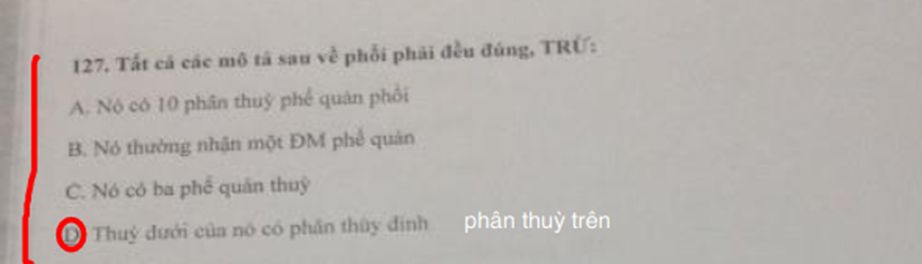 127. Tất cả các mô tả sau về phổi phải đều đúng, TRỪ:
A. Nó có 10 phân thuỳ phế quản phổi
B. Nó thường nhận một ĐM phế quản
C. Nó có ba phế quản thuỳ
D. Thuỳ dưới của nó có phân thùy đỉnh phân thuỳ trên